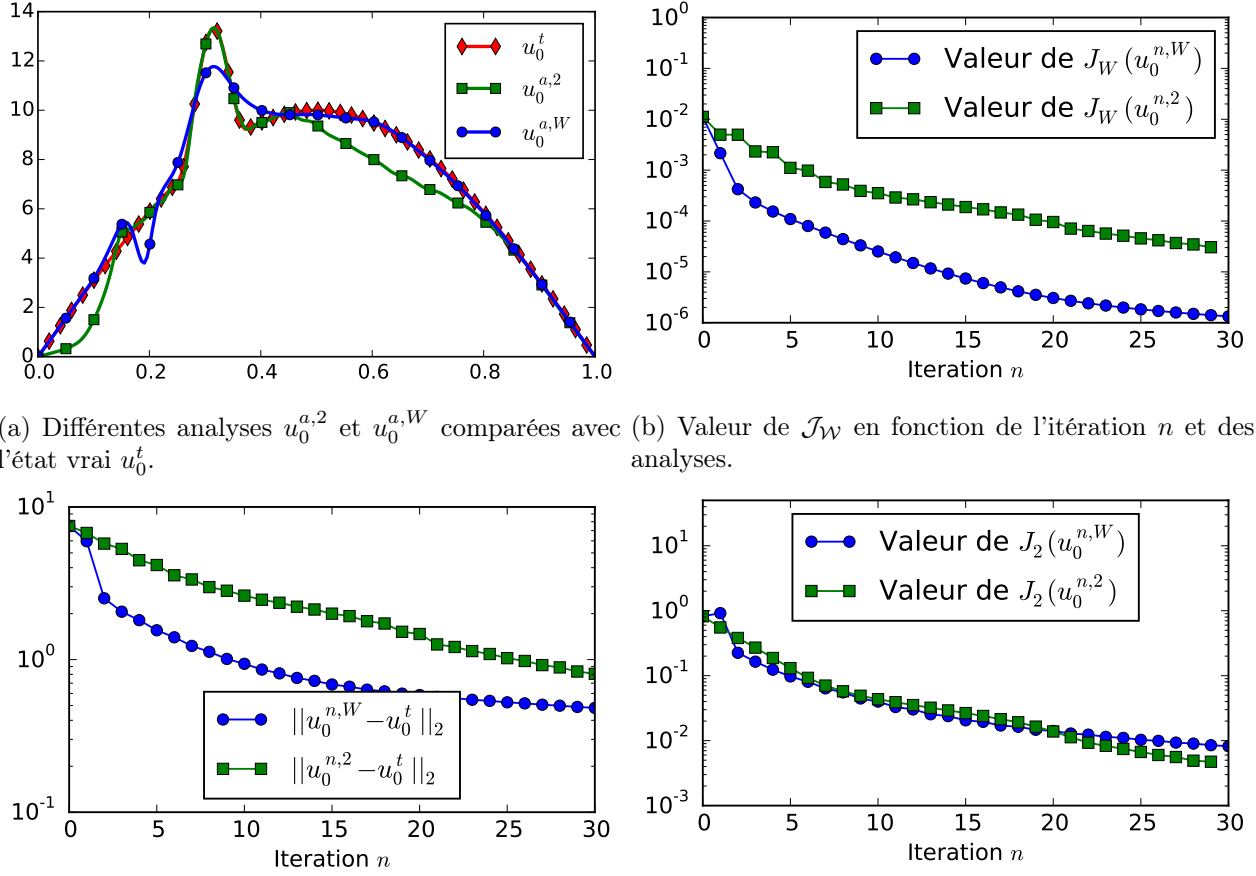 14
12
10
8
6
4
2
0
0.0 0.2 0.4 0.6 0.8 1.0
u_0^t
u_0^{a,2}
u_0^{a,W}
10^0
10^{-1}
10^{-2}
10^{-3}
10^{-4}
10^{-5}
10^{-6}
0 5 10 15 20 25 30
Iteration n
Valeur de J_W(u_0^{n,W})
Valeur de J_W(u_0^{n,2})
(a) Différentes analyses u_0^{a,2} et u_0^{a,W} comparées avec
l'état vrai u_0^t.
(b) Valeur de 𝒥_𝒲 en fonction de l'itération n et des
analyses.
10^1
10^0
10^{-1}
0 5 10 15 20 25 30
Iteration n
||u_0^{n,W} − u_0^t||_2
||u_0^{n,2} − u_0^t||_2
10^1
10^0
10^{-1}
10^{-2}
10^{-3}
0 5 10 15 20 25 30
Iteration n
Valeur de J_2(u_0^{n,W})
Valeur de J_2(u_0^{n,2})